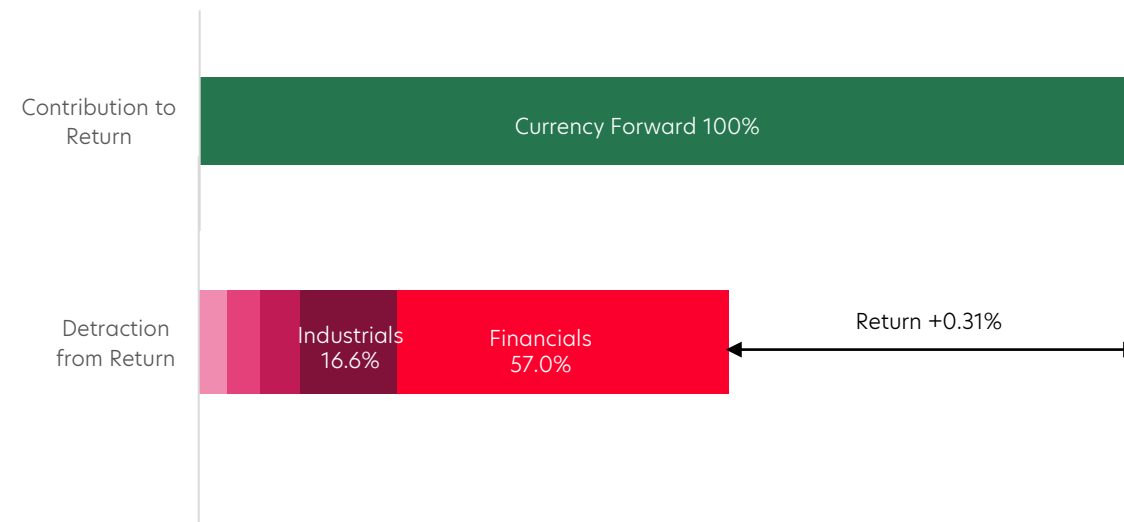 Contribution to
Return
Currency Forward 100%
Detraction
from Return
Industrials
16.6%
Financials
57.0%
Return +0.31%